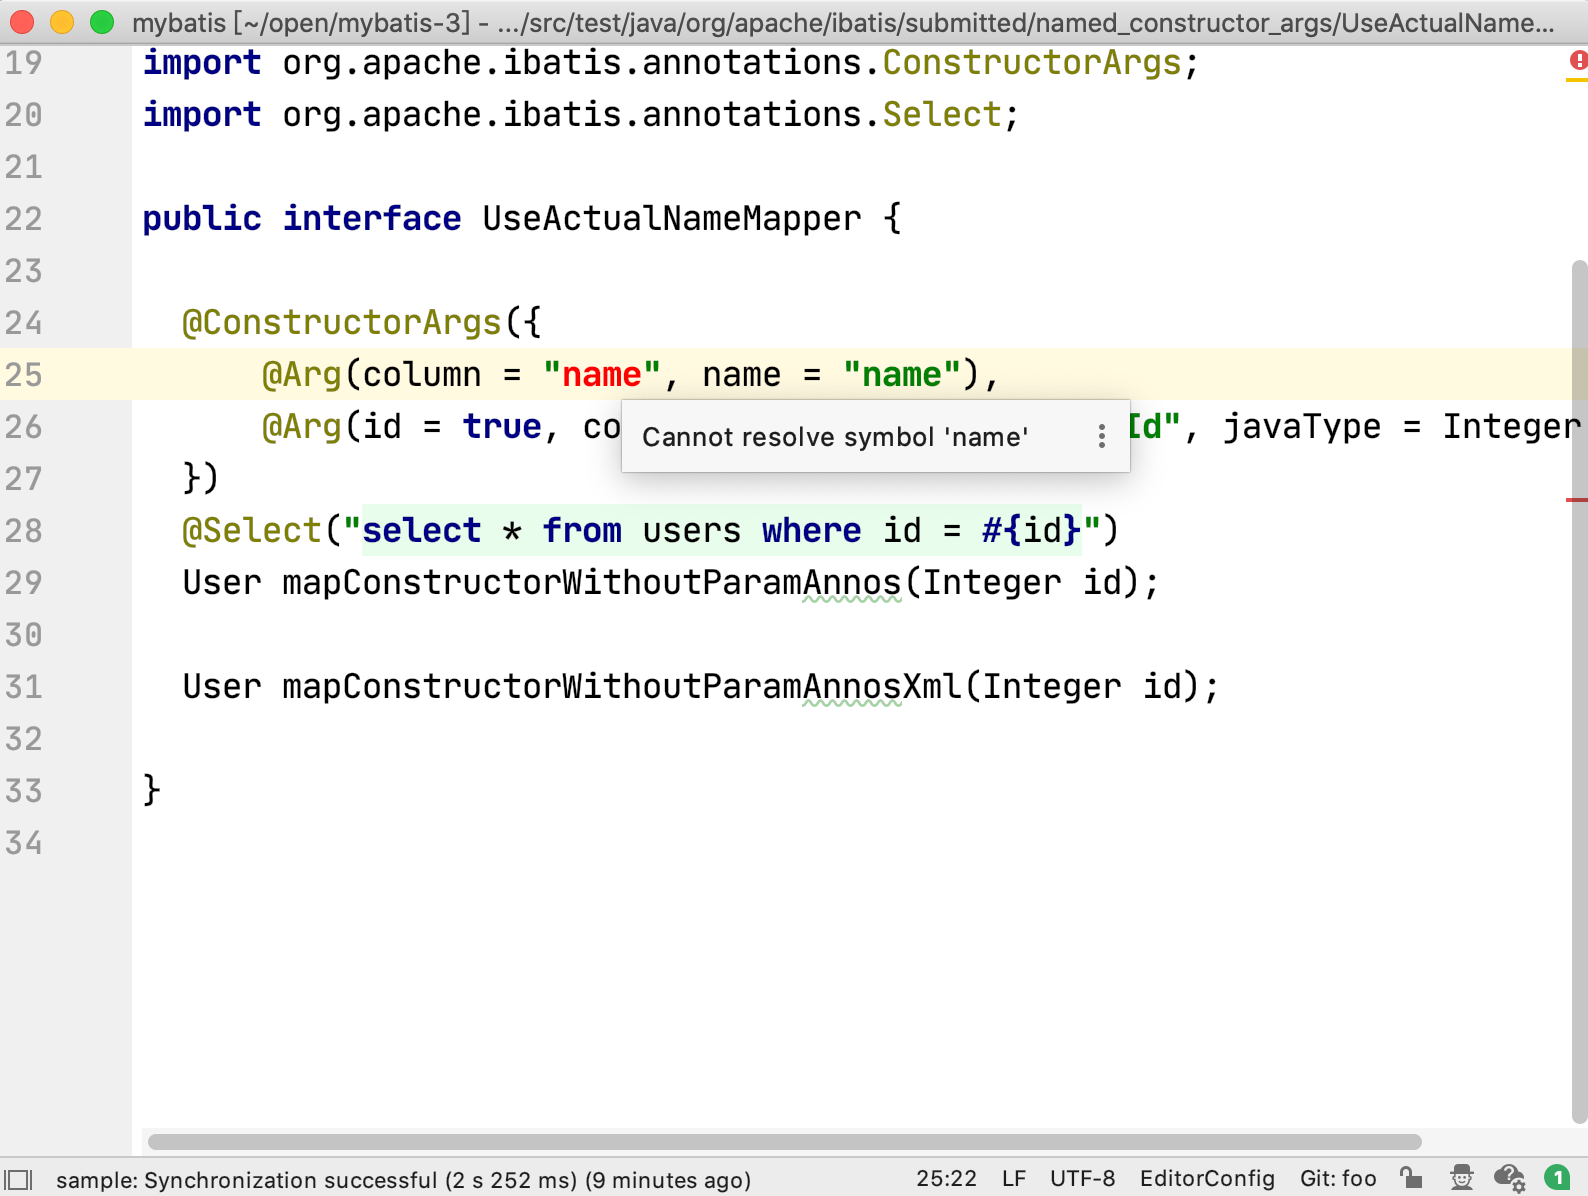 mybatis [~/open/mybatis-3] - .../src/test/java/org/apache/ibatis/submitted/named_constructor_args/UseActualName...
19 import org.apache.ibatis.annotations.ConstructorArgs;
20 import org.apache.ibatis.annotations.Select;
21
22 public interface UseActualNameMapper {
23
24 @ConstructorArgs({
25 @Arg(column = "name", name = "name"),
26 @Arg(id = true, co Id", javaType = Integer
Cannot resolve symbol 'name'
27 })
28 @Select("select * from users where id = #{id}")
29 User mapConstructorWithoutParamAnnos(Integer id);
30
31 User mapConstructorWithoutParamAnnosXml(Integer id);
32
33 }
34
sample: Synchronization successful (2 s 252 ms) (9 minutes ago) 25:22 LF UTF-8 EditorConfig Git: foo 1